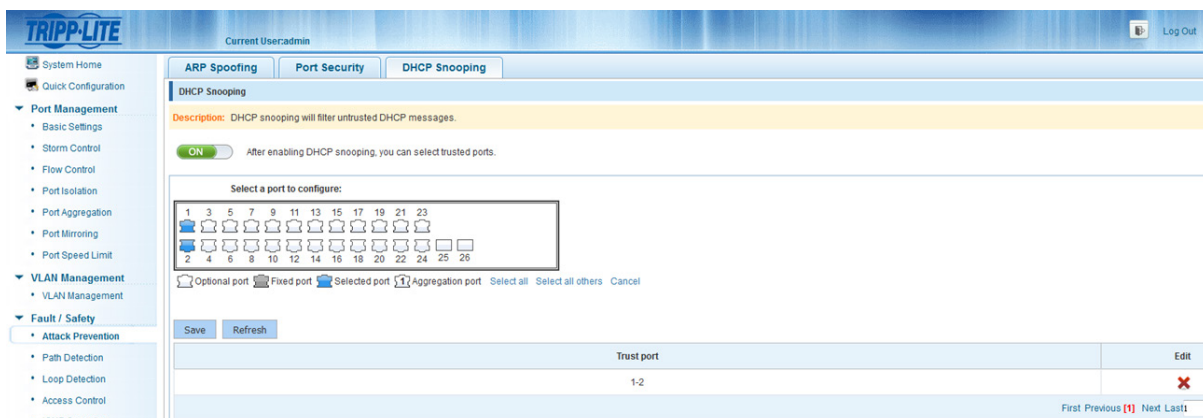 TRIPP·LITE
Current User:admin
Log Out
System Home
Quick Configuration
Port Management
Basic Settings
Storm Control
Flow Control
Port Isolation
Port Aggregation
Port Mirroring
Port Speed Limit
VLAN Management
VLAN Management
Fault / Safety
Attack Prevention
Path Detection
Loop Detection
Access Control
ARP Spoofing Port Security DHCP Snooping
DHCP Snooping
Description: DHCP snooping will filter untrusted DHCP messages.
ON After enabling DHCP snooping, you can select trusted ports.
Select a port to configure:
1 3 5 7 9 11 13 15 17 19 21 23
2 4 6 8 10 12 14 16 18 20 22 24 25 26
Optional port Fixed port Selected port 1 Aggregation port Select all Select all others Cancel
Save Refresh
Trust port Edit
1-2
First Previous [1] Next Last 1